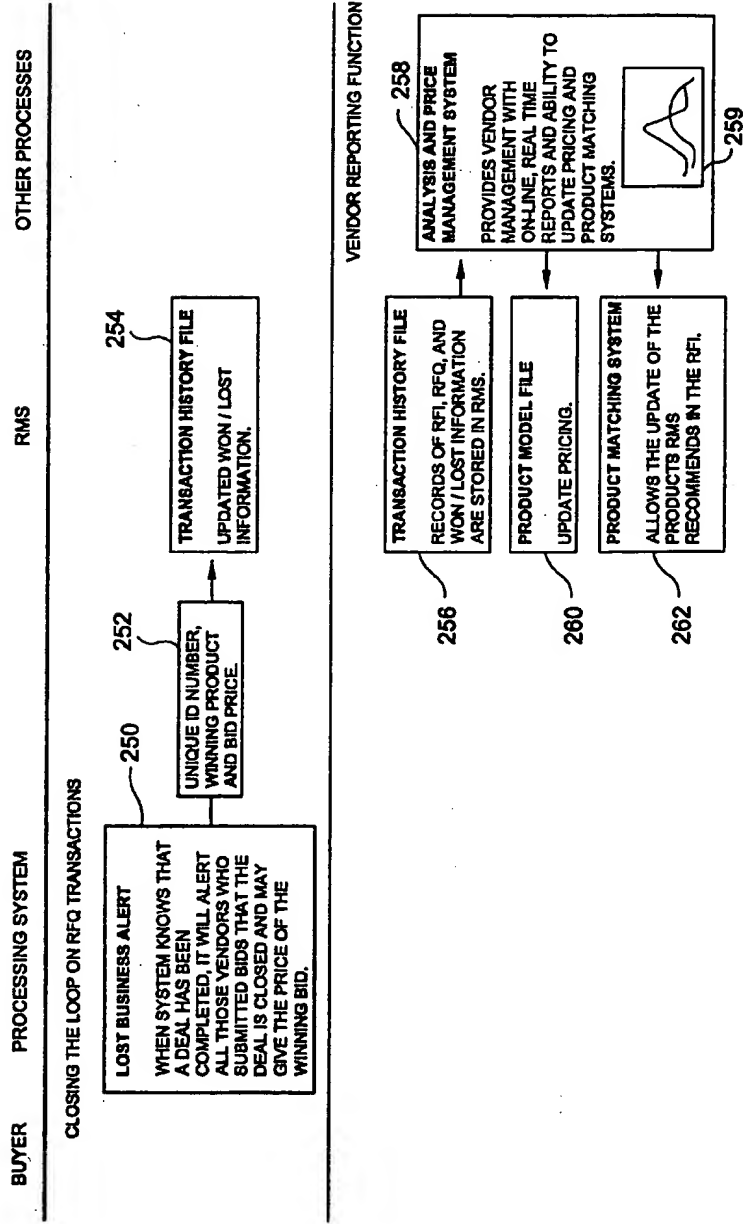 BUYER
PROCESSING SYSTEM
RMS
OTHER PROCESSES
CLOSING THE LOOP ON RFQ TRANSACTIONS
250
LOST BUSINESS ALERT
WHEN SYSTEM KNOWS THAT
A DEAL HAS BEEN
COMPLETED, IT WILL ALERT
ALL THOSE VENDORS WHO
SUBMITTED BIDS THAT THE
DEAL IS CLOSED AND MAY
GIVE THE PRICE OF THE
WINNING BID.
252
UNIQUE ID NUMBER,
WINNING PRODUCT
AND BID PRICE.
254
TRANSACTION HISTORY FILE
UPDATED WON / LOST
INFORMATION.
VENDOR REPORTING FUNCTION
TRANSACTION HISTORY FILE
RECORDS OF RFI, RFQ, AND
WON / LOST INFORMATION
ARE STORED IN RMS.
256
PRODUCT MODEL FILE
UPDATE PRICING.
260
PRODUCT MATCHING SYSTEM
ALLOWS THE UPDATE OF THE
PRODUCTS RMS
RECOMMENDS IN THE RFI.
262
258
ANALYSIS AND PRICE
MANAGEMENT SYSTEM
PROVIDES VENDOR
MANAGEMENT WITH
ON-LINE, REAL TIME
REPORTS AND ABILITY TO
UPDATE PRICING AND
PRODUCT MATCHING
SYSTEMS.
259